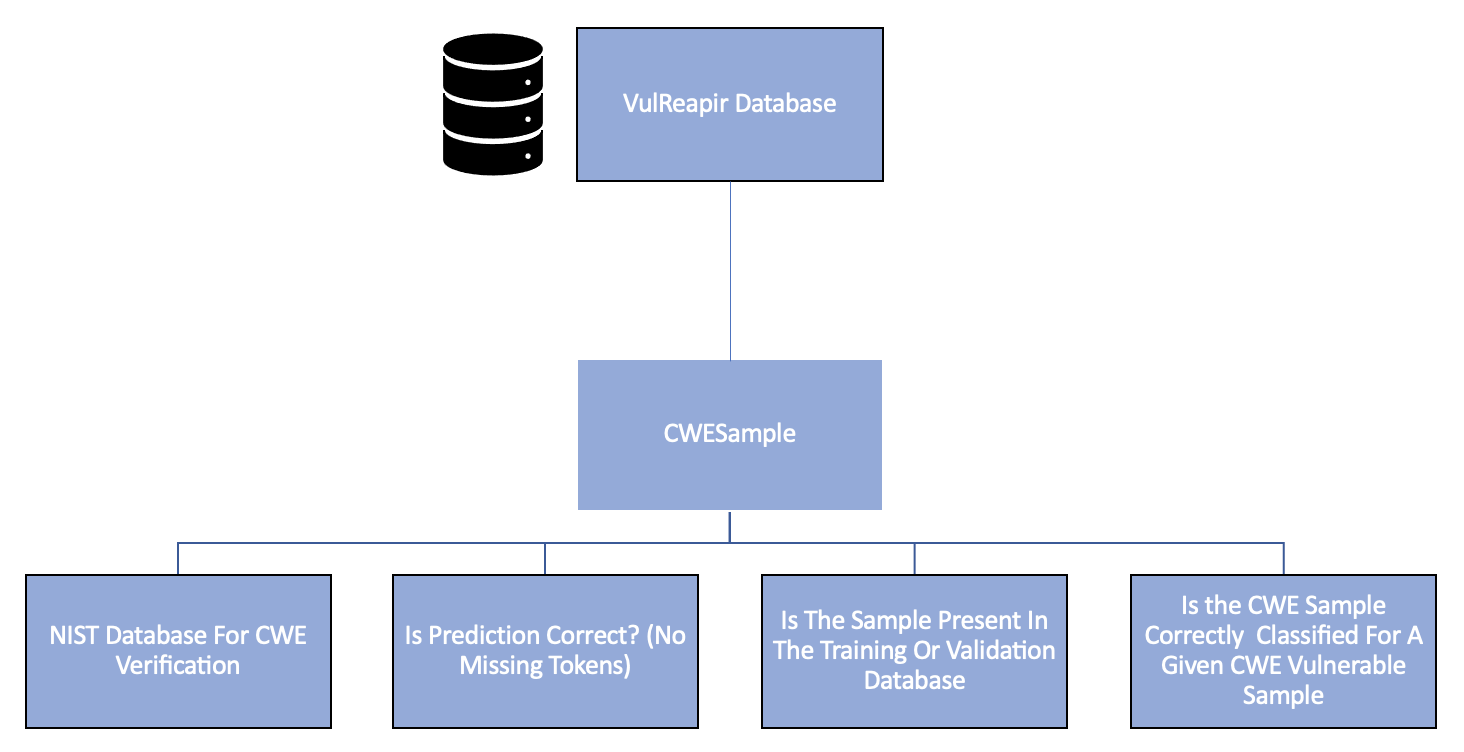 VulReapir Database
CWESample
NIST Database For CWE
Verification
Is Prediction Correct? (No
Missing Tokens)
Is The Sample Present In
The Training Or Validation
Database
Is the CWE Sample
Correctly  Classified For A
Given CWE Vulnerable
Sample